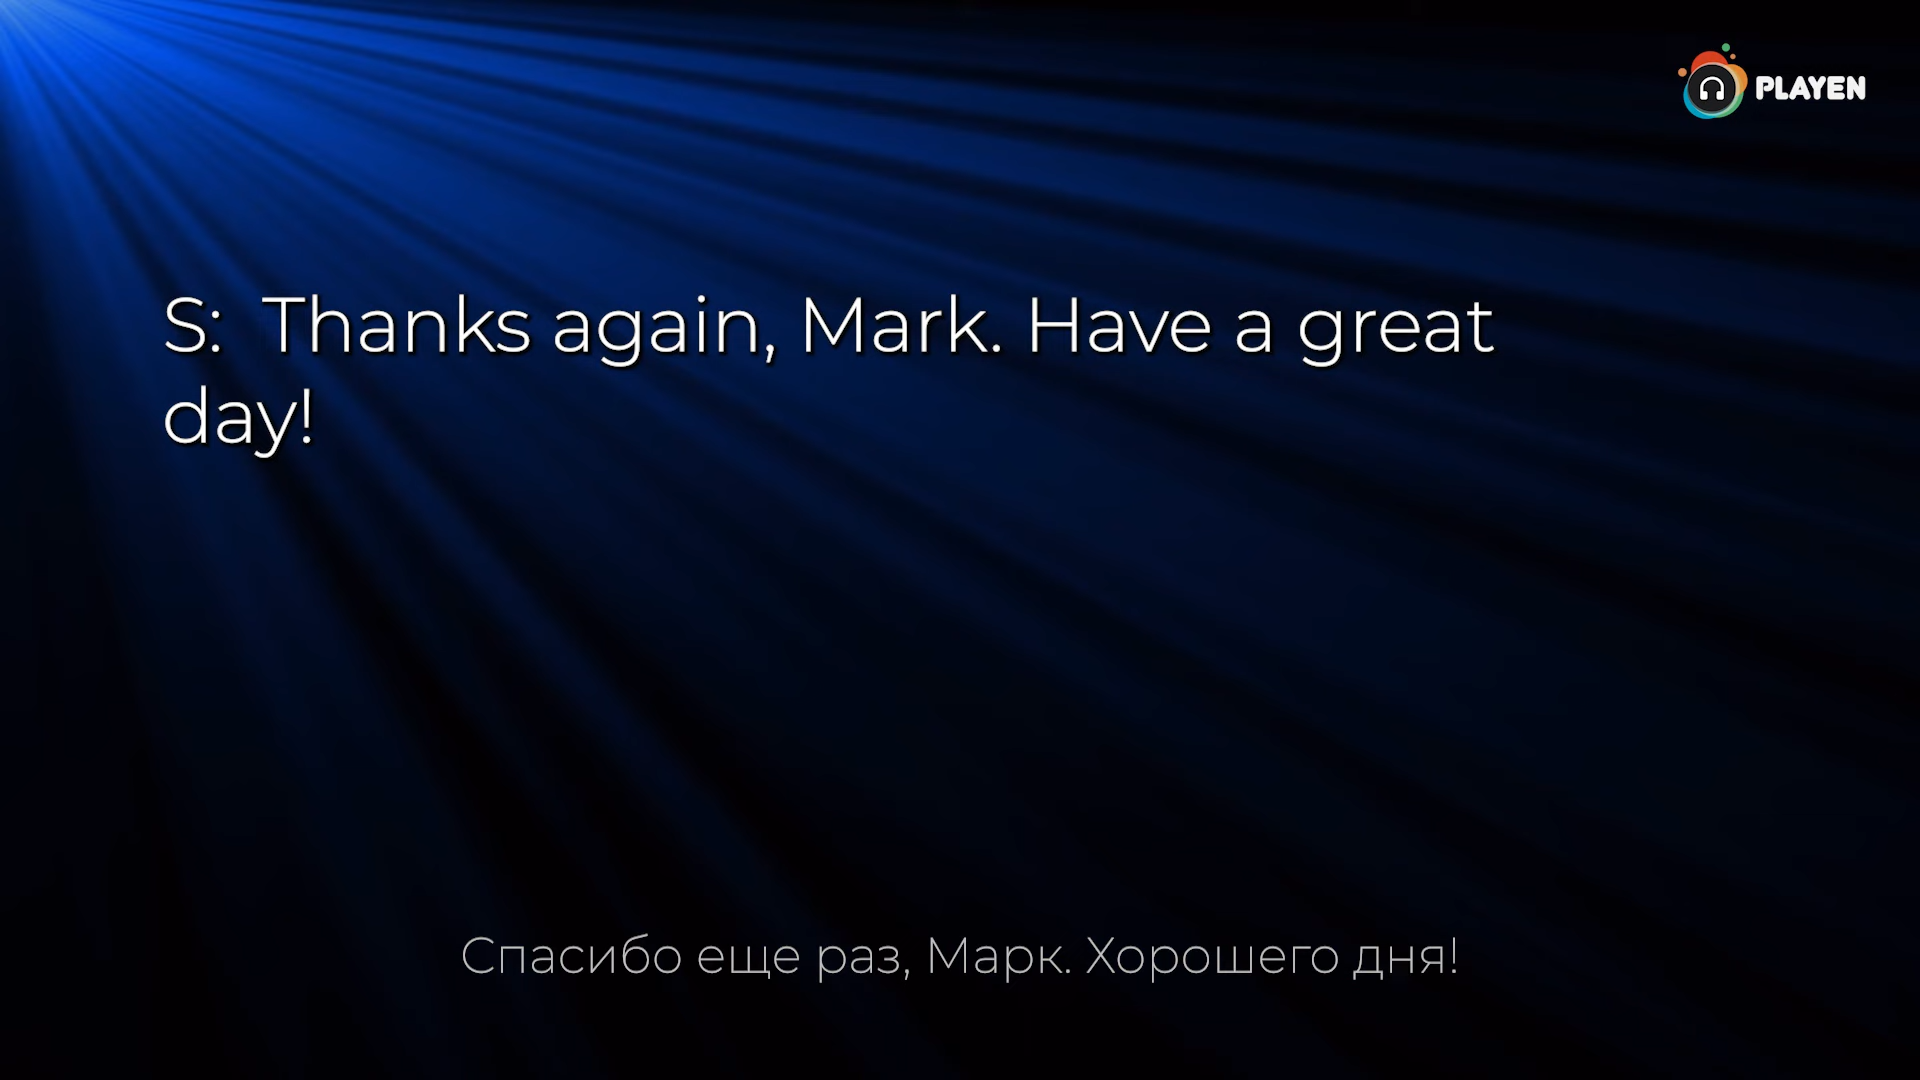 PLAYEN
S: Thanks again, Mark. Have a great
day!
Спасибо еще раз, Марк. Хорошего дня!